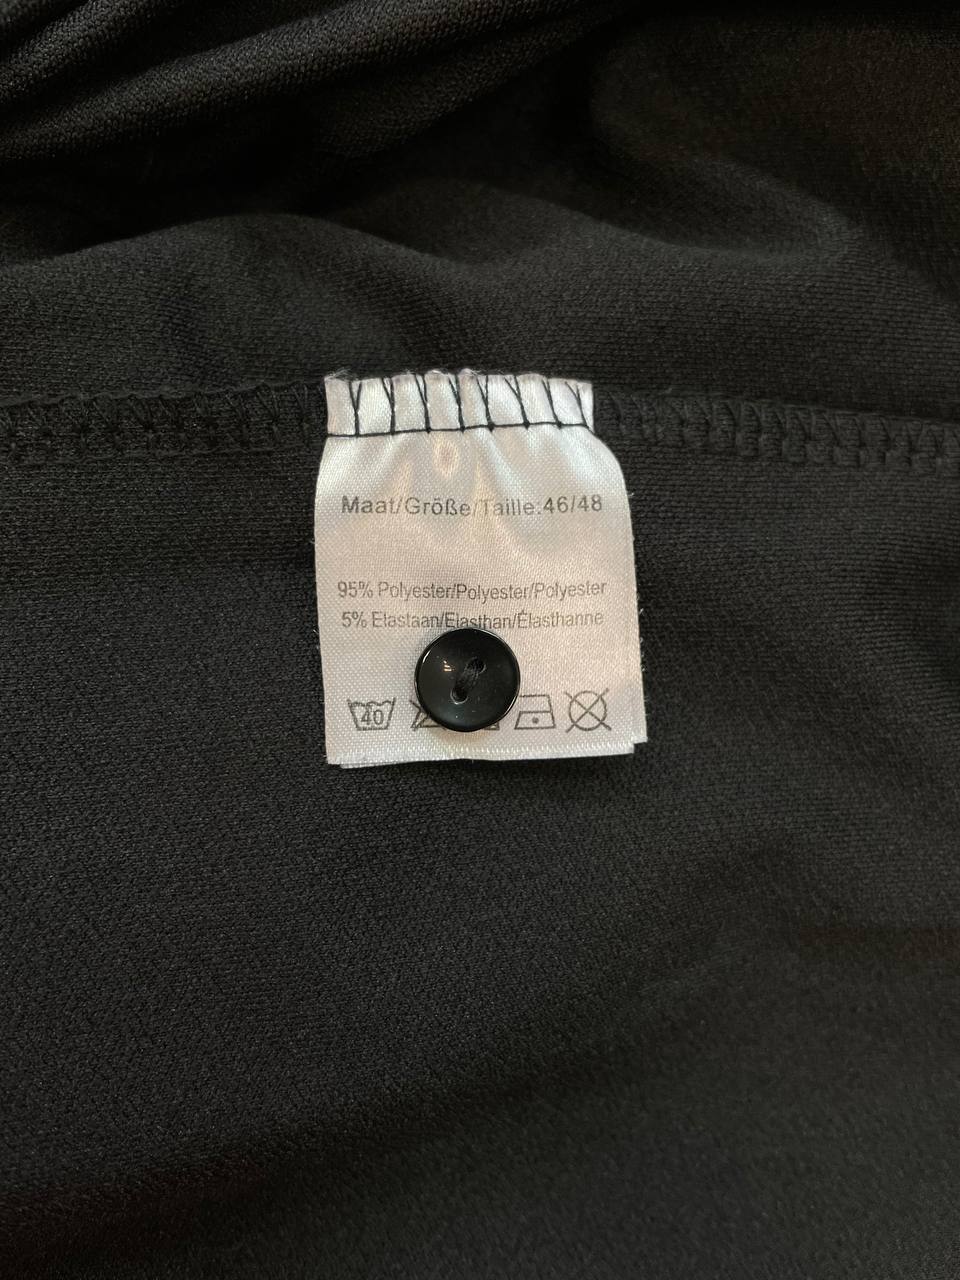 Maat/Größe/Taille:46/48
95% Polyester/Polyester/Polyester
5% Elastaan/Elasthan/Élasthanne
40